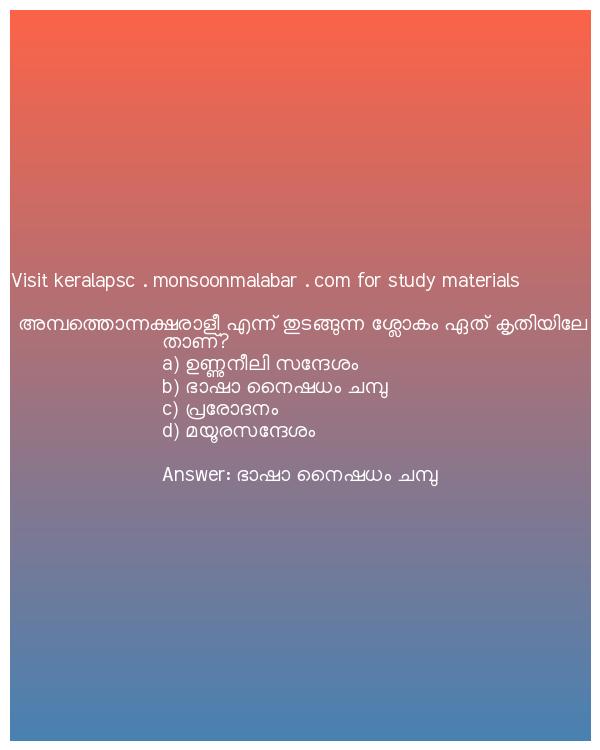 Visit keralapsc . monsoonmalabar . com for study materials
അമ്പത്തൊന്നക്ഷരാളീ എന്ന് തുടങ്ങുന്ന ശ്ലോകം ഏത് കൃതിയിലേ
താണ്?
a) ഉണ്ണുനീലി സന്ദേശം
b) ഭാഷാ നൈഷധം ചമ്പു
c) പ്രരോദനം
d) മയൂരസന്ദേശം
Answer: ഭാഷാ നൈഷധം ചമ്പു